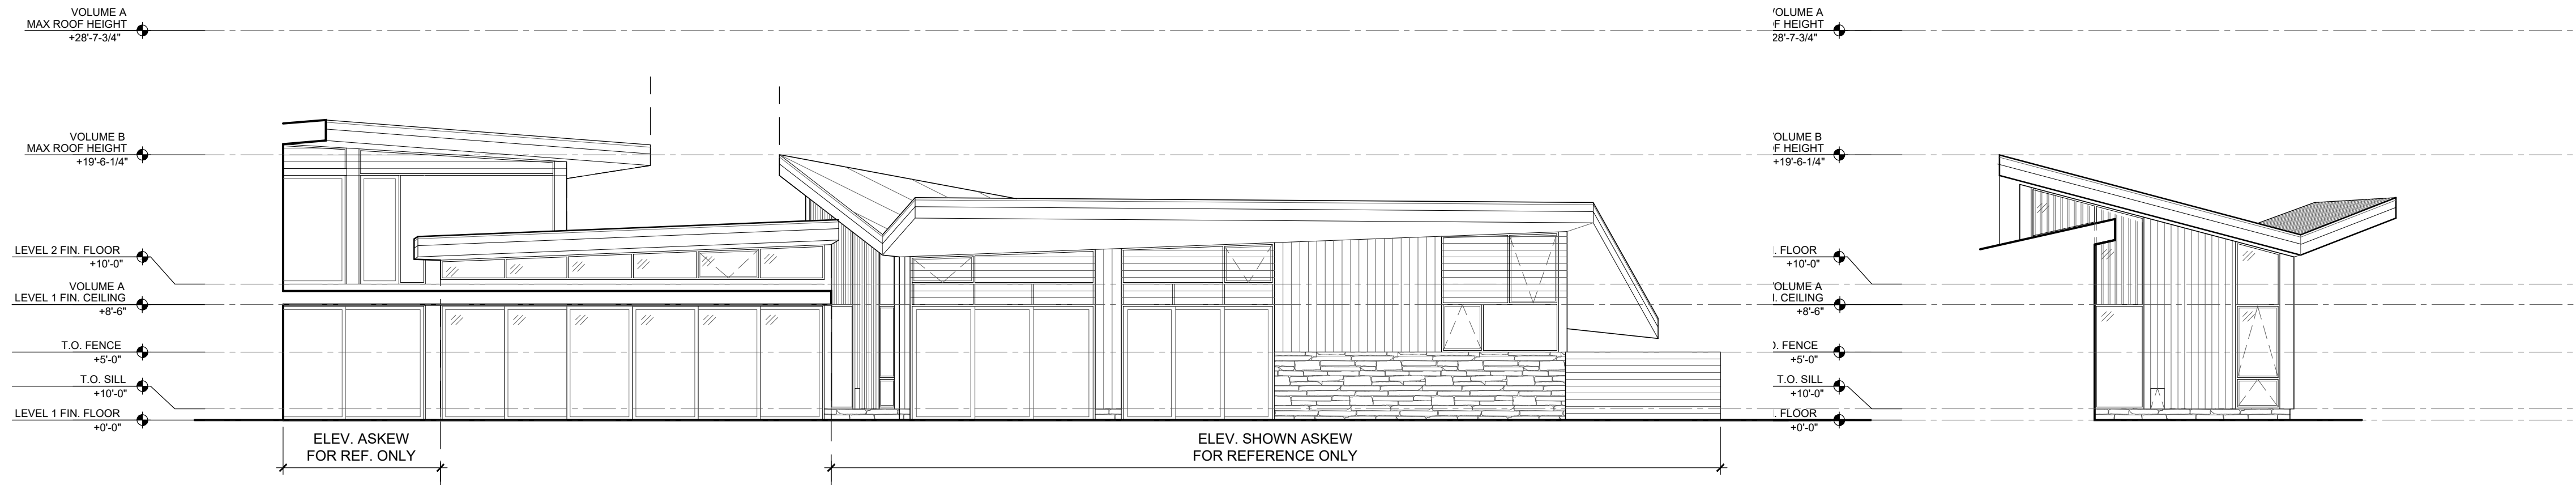 VOLUME A
MAX ROOF HEIGHT
+28'-7-3/4"
VOLUME B
MAX ROOF HEIGHT
+19'-6-1/4"
LEVEL 2 FIN. FLOOR
+10'-0"
VOLUME A
LEVEL 1 FIN. CEILING
+8'-6"
T.O. FENCE
+5'-0"
T.O. SILL
+10'-0"
LEVEL 1 FIN. FLOOR
+0'-0"
ELEV. ASKEW
FOR REF. ONLY
ELEV. SHOWN ASKEW
FOR REFERENCE ONLY
VOLUME A
F HEIGHT
28'-7-3/4"
VOLUME B
F HEIGHT
+19'-6-1/4"
. FLOOR
+10'-0"
VOLUME A
. CEILING
+8'-6"
. FENCE
+5'-0"
T.O. SILL
+10'-0"
. FLOOR
+0'-0"